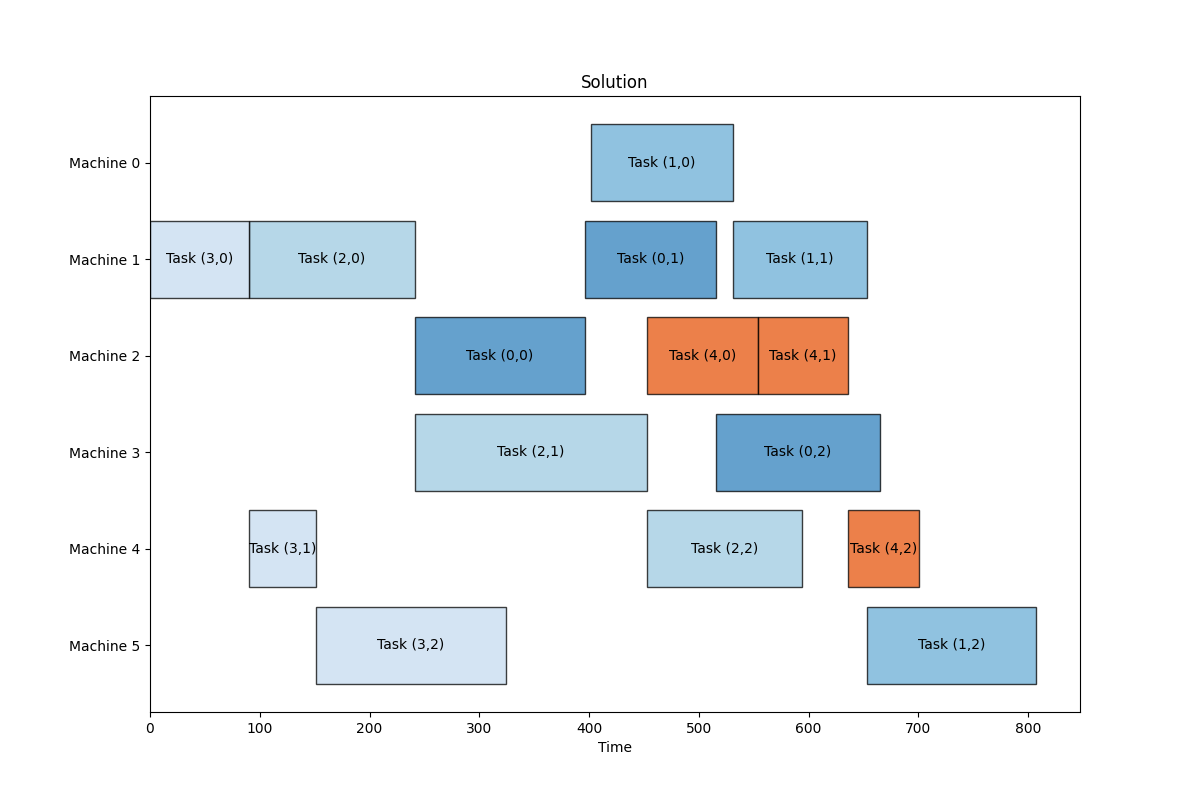 Solution
Machine 0
Task (1,0)
Machine 1
Task (3,0)
Task (2,0)
Task (0,1)
Task (1,1)
Machine 2
Task (0,0)
Task (4,0)
Task (4,1)
Machine 3
Task (2,1)
Task (0,2)
Machine 4
Task (3,1)
Task (2,2)
Task (4,2)
Machine 5
Task (3,2)
Task (1,2)
0 100 200 300 400 500 600 700 800
Time